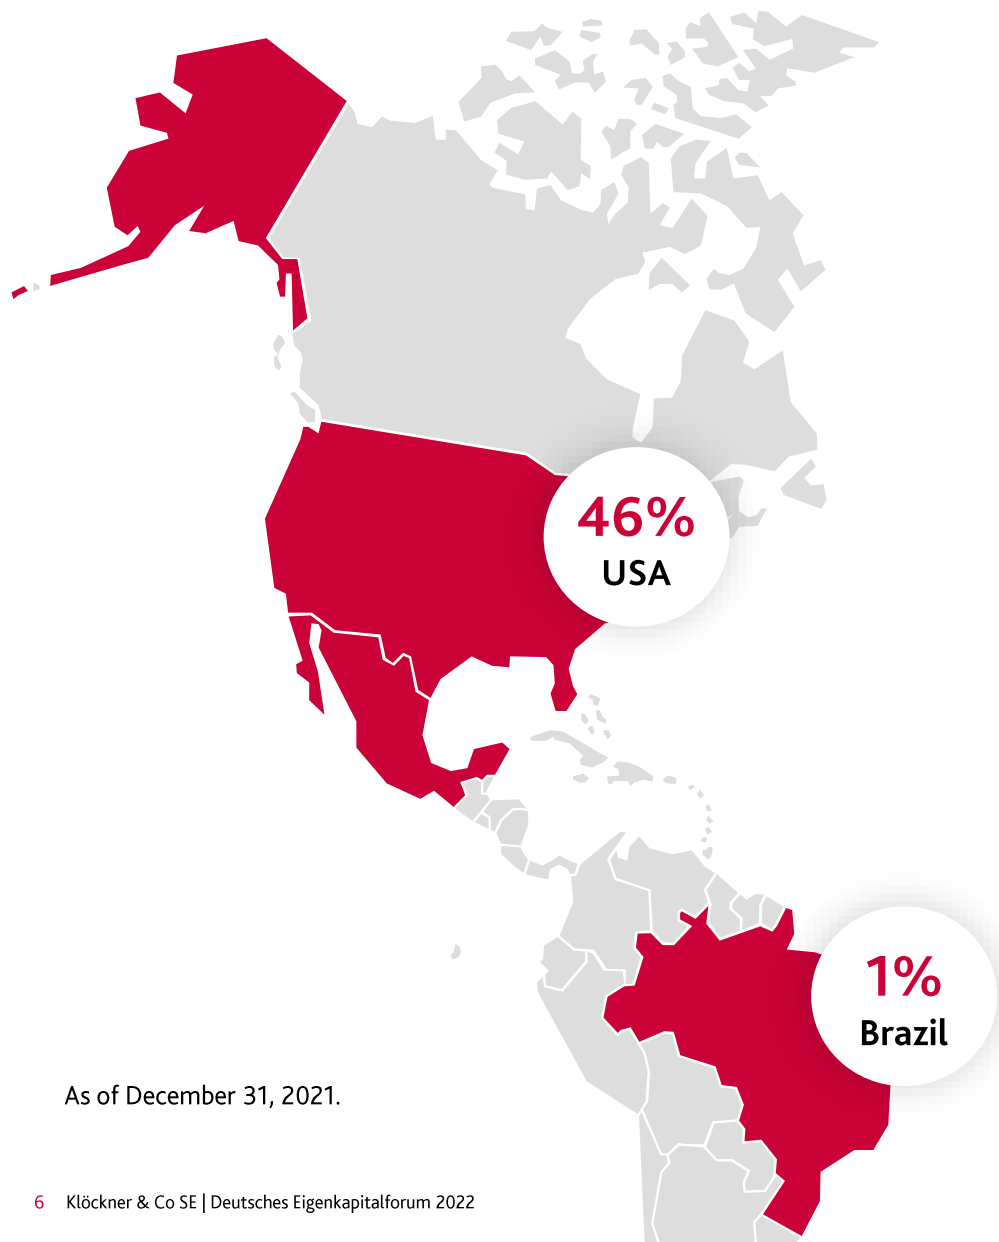 46%
USA
1%
Brazil
As of December 31, 2021.
6 Klöckner & Co SE | Deutsches Eigenkapitalforum 2022